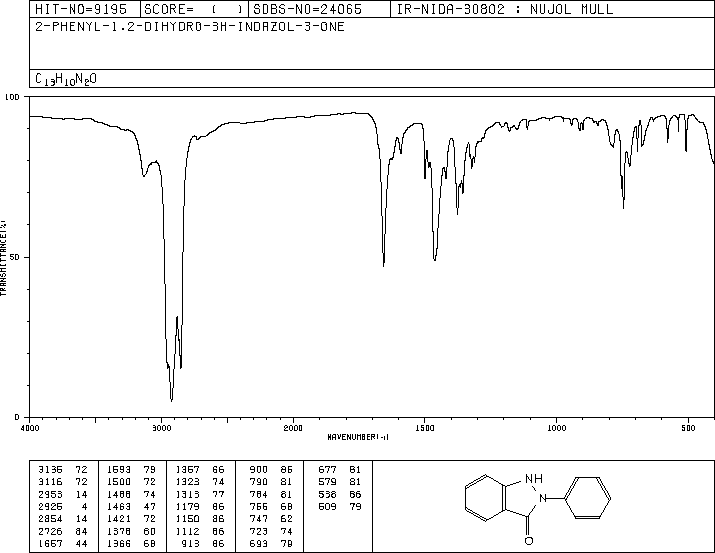 HIT-NO=9195 SCORE= ( ) SDBS-NO=24065 IR-NIDA-30802 : NUJOL MULL
2-PHENYL-1,2-DIHYDRO-3H-INDAZOL-3-ONE
C13H10N2O
100
50
0
TRANSMITTANCE(%)
4000 3000 2000 1500 1000 500
WAVENUMBER(-1)
3136 72 1593 79 1357 66 900 86 677 81
3116 72 1500 72 1323 74 790 81 579 81
2953 14 1488 74 1313 77 784 81 538 86
2925 4 1463 47 1179 86 755 68 509 79
2854 14 1421 72 1150 86 747 62
2726 84 1378 60 1112 86 723 74
1657 44 1366 68 913 86 693 79
NH
N
O